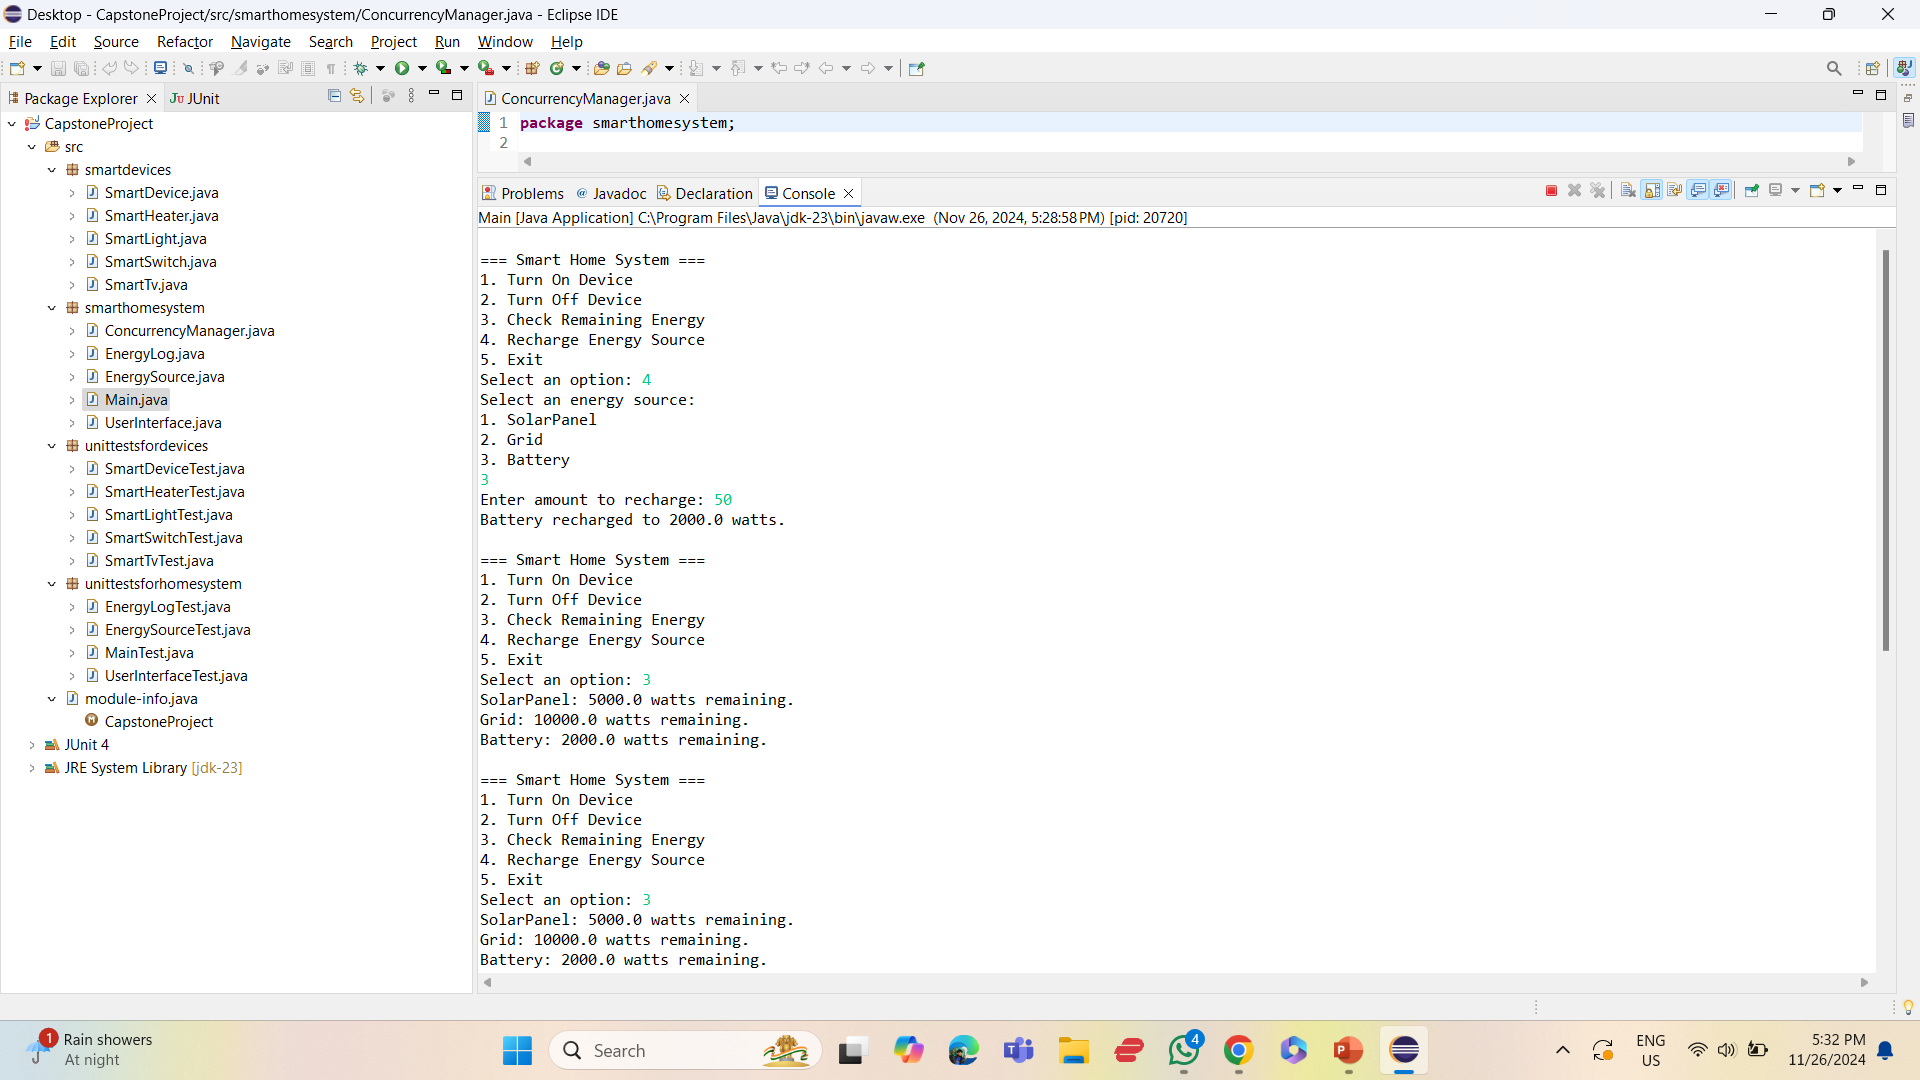 Desktop - CapstoneProject/src/smarthomesystem/ConcurrencyManager.java - Eclipse IDE
File Edit Source Refactor Navigate Search Project Run Window Help
Package Explorer
JUnit
CapstoneProject
src
smartdevices
SmartDevice.java
SmartHeater.java
SmartLight.java
SmartSwitch.java
SmartTv.java
smarthomesystem
ConcurrencyManager.java
EnergyLog.java
EnergySource.java
Main.java
UserInterface.java
unittestsfordevices
SmartDeviceTest.java
SmartHeaterTest.java
SmartLightTest.java
SmartSwitchTest.java
SmartTvTest.java
unittestsforhomesystem
EnergyLogTest.java
EnergySourceTest.java
MainTest.java
UserInterfaceTest.java
module-info.java
CapstoneProject
JUnit 4
JRE System Library [jdk-23]
ConcurrencyManager.java
1 package smarthomesystem;
2
Problems @ Javadoc Declaration Console
Main [Java Application] C:\Program Files\Java\jdk-23\bin\javaw.exe (Nov 26, 2024, 5:28:58 PM) [pid: 20720]
=== Smart Home System ===
1. Turn On Device
2. Turn Off Device
3. Check Remaining Energy
4. Recharge Energy Source
5. Exit
Select an option: 4
Select an energy source:
1. SolarPanel
2. Grid
3. Battery
3
Enter amount to recharge: 50
Battery recharged to 2000.0 watts.
=== Smart Home System ===
1. Turn On Device
2. Turn Off Device
3. Check Remaining Energy
4. Recharge Energy Source
5. Exit
Select an option: 3
SolarPanel: 5000.0 watts remaining.
Grid: 10000.0 watts remaining.
Battery: 2000.0 watts remaining.
=== Smart Home System ===
1. Turn On Device
2. Turn Off Device
3. Check Remaining Energy
4. Recharge Energy Source
5. Exit
Select an option: 3
SolarPanel: 5000.0 watts remaining.
Grid: 10000.0 watts remaining.
Battery: 2000.0 watts remaining.
1
Rain showers
At night
Search
4
ENG
US
5:32 PM
11/26/2024